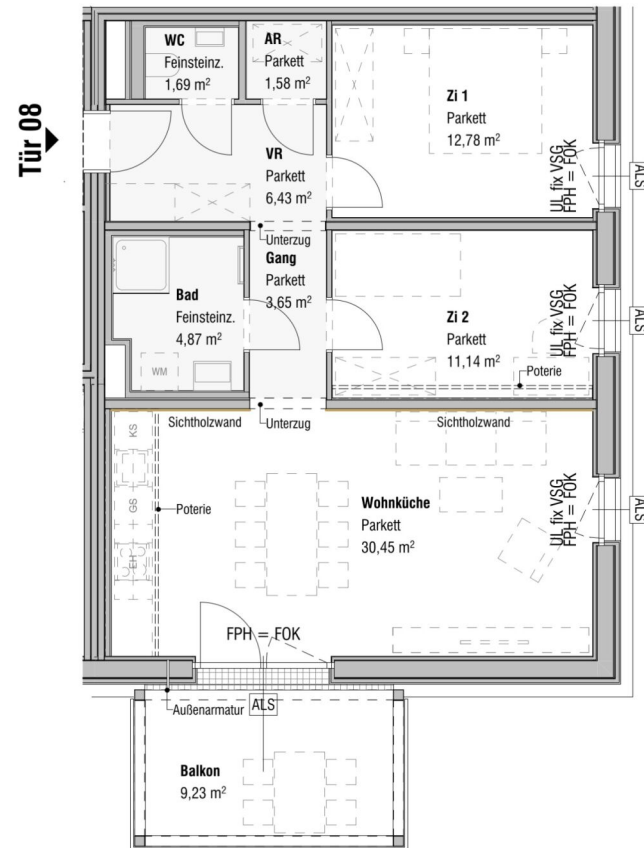 Tür 08
WC
Feinsteinz.
1,69 m²
AR
Parkett
1,58 m²
Zi 1
Parkett
12,78 m²
VR
Parkett
6,43 m²
UL fix VSG
FPH = FOK
ALS
Unterzug
Gang
Parkett
3,65 m²
Bad
Feinsteinz.
4,87 m²
WM
Zi 2
Parkett
11,14 m²
UL fix VSG
FPH = FOK
ALS
Poterie
Sichtholzwand
Unterzug
Sichtholzwand
KS
GS
EH
Poterie
Wohnküche
Parkett
30,45 m²
UL fix VSG
FPH = FOK
ALS
FPH = FOK
Außenarmatur
ALS
Balkon
9,23 m²